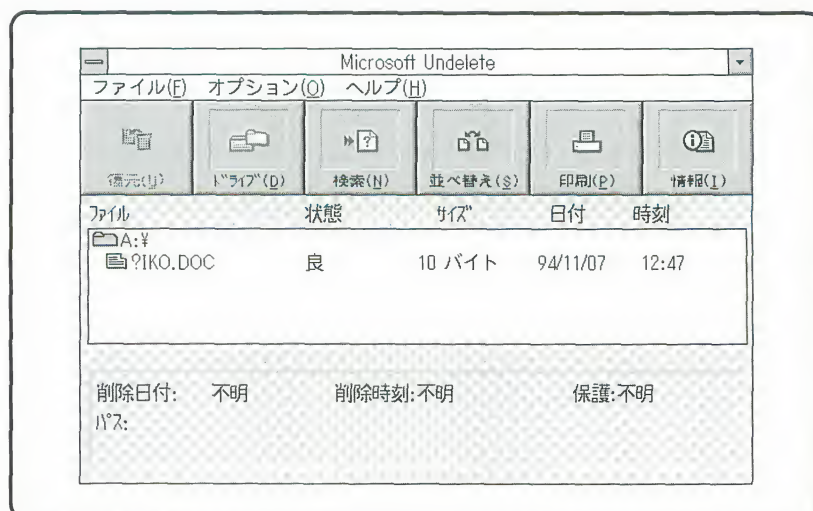 Microsoft Undelete
ファイル(F) オプション(O) ヘルプ(H)
復元(U) ドライブ(D) 検索(N) 並べ替え(S) 印刷(P) 情報(I)
ファイル 状態 サイズ 日付 時刻
A:¥
?IKO.DOC 良 10 バイト 94/11/07 12:47
削除日付: 不明 削除時刻:不明 保護:不明
パス: